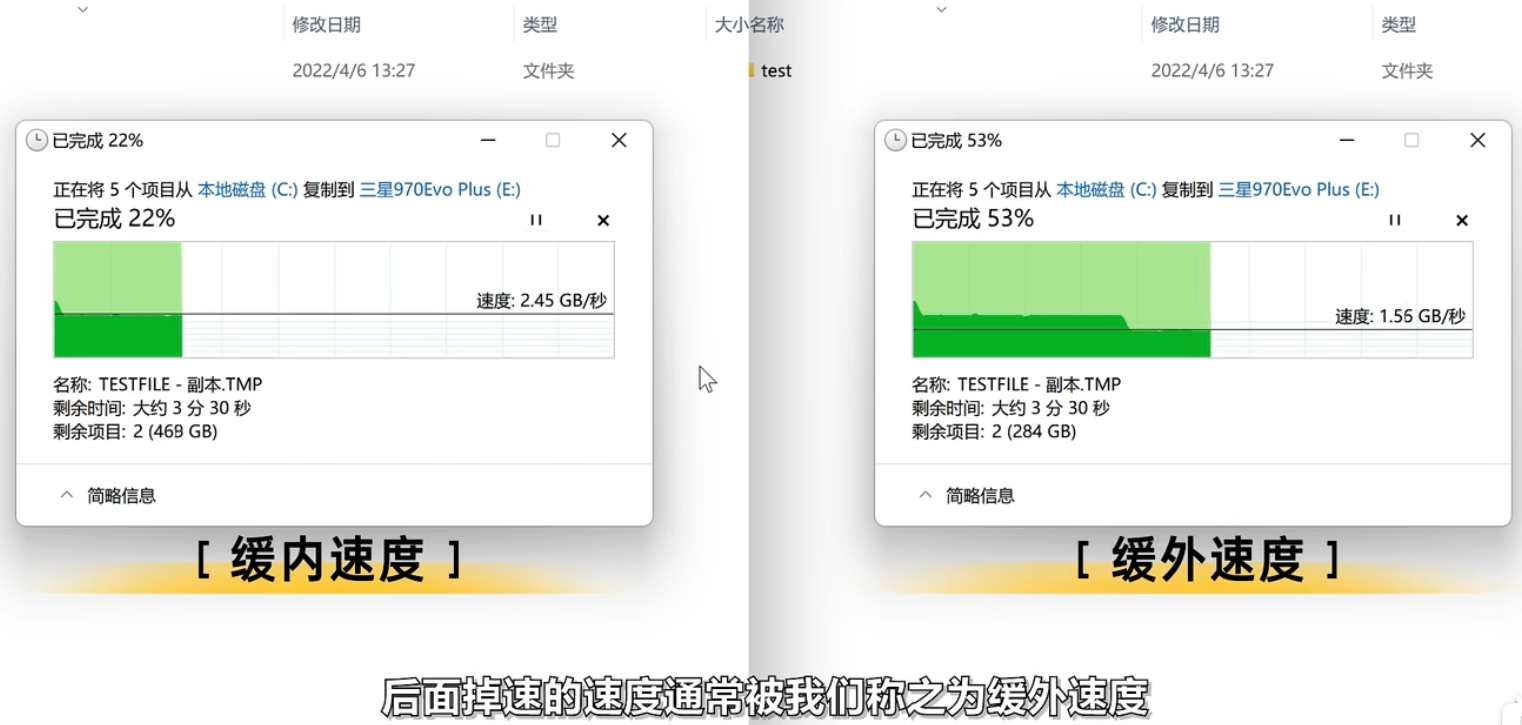 修改日期 类型 大小名称 修改日期 类型
2022/4/6 13:27 文件夹 test 2022/4/6 13:27 文件夹
已完成 22%
正在将 5 个项目从 本地磁盘 (C:) 复制到 三星970Evo Plus (E:)
已完成 22%
速度: 2.45 GB/秒
名称: TESTFILE - 副本.TMP
剩余时间: 大约 3 分 30 秒
剩余项目: 2 (469 GB)
简略信息
[ 缓内速度 ]
已完成 53%
正在将 5 个项目从 本地磁盘 (C:) 复制到 三星970Evo Plus (E:)
已完成 53%
速度: 1.56 GB/秒
名称: TESTFILE - 副本.TMP
剩余时间: 大约 3 分 30 秒
剩余项目: 2 (284 GB)
简略信息
[ 缓外速度 ]
后面掉速的速度通常被我们称之为缓外速度